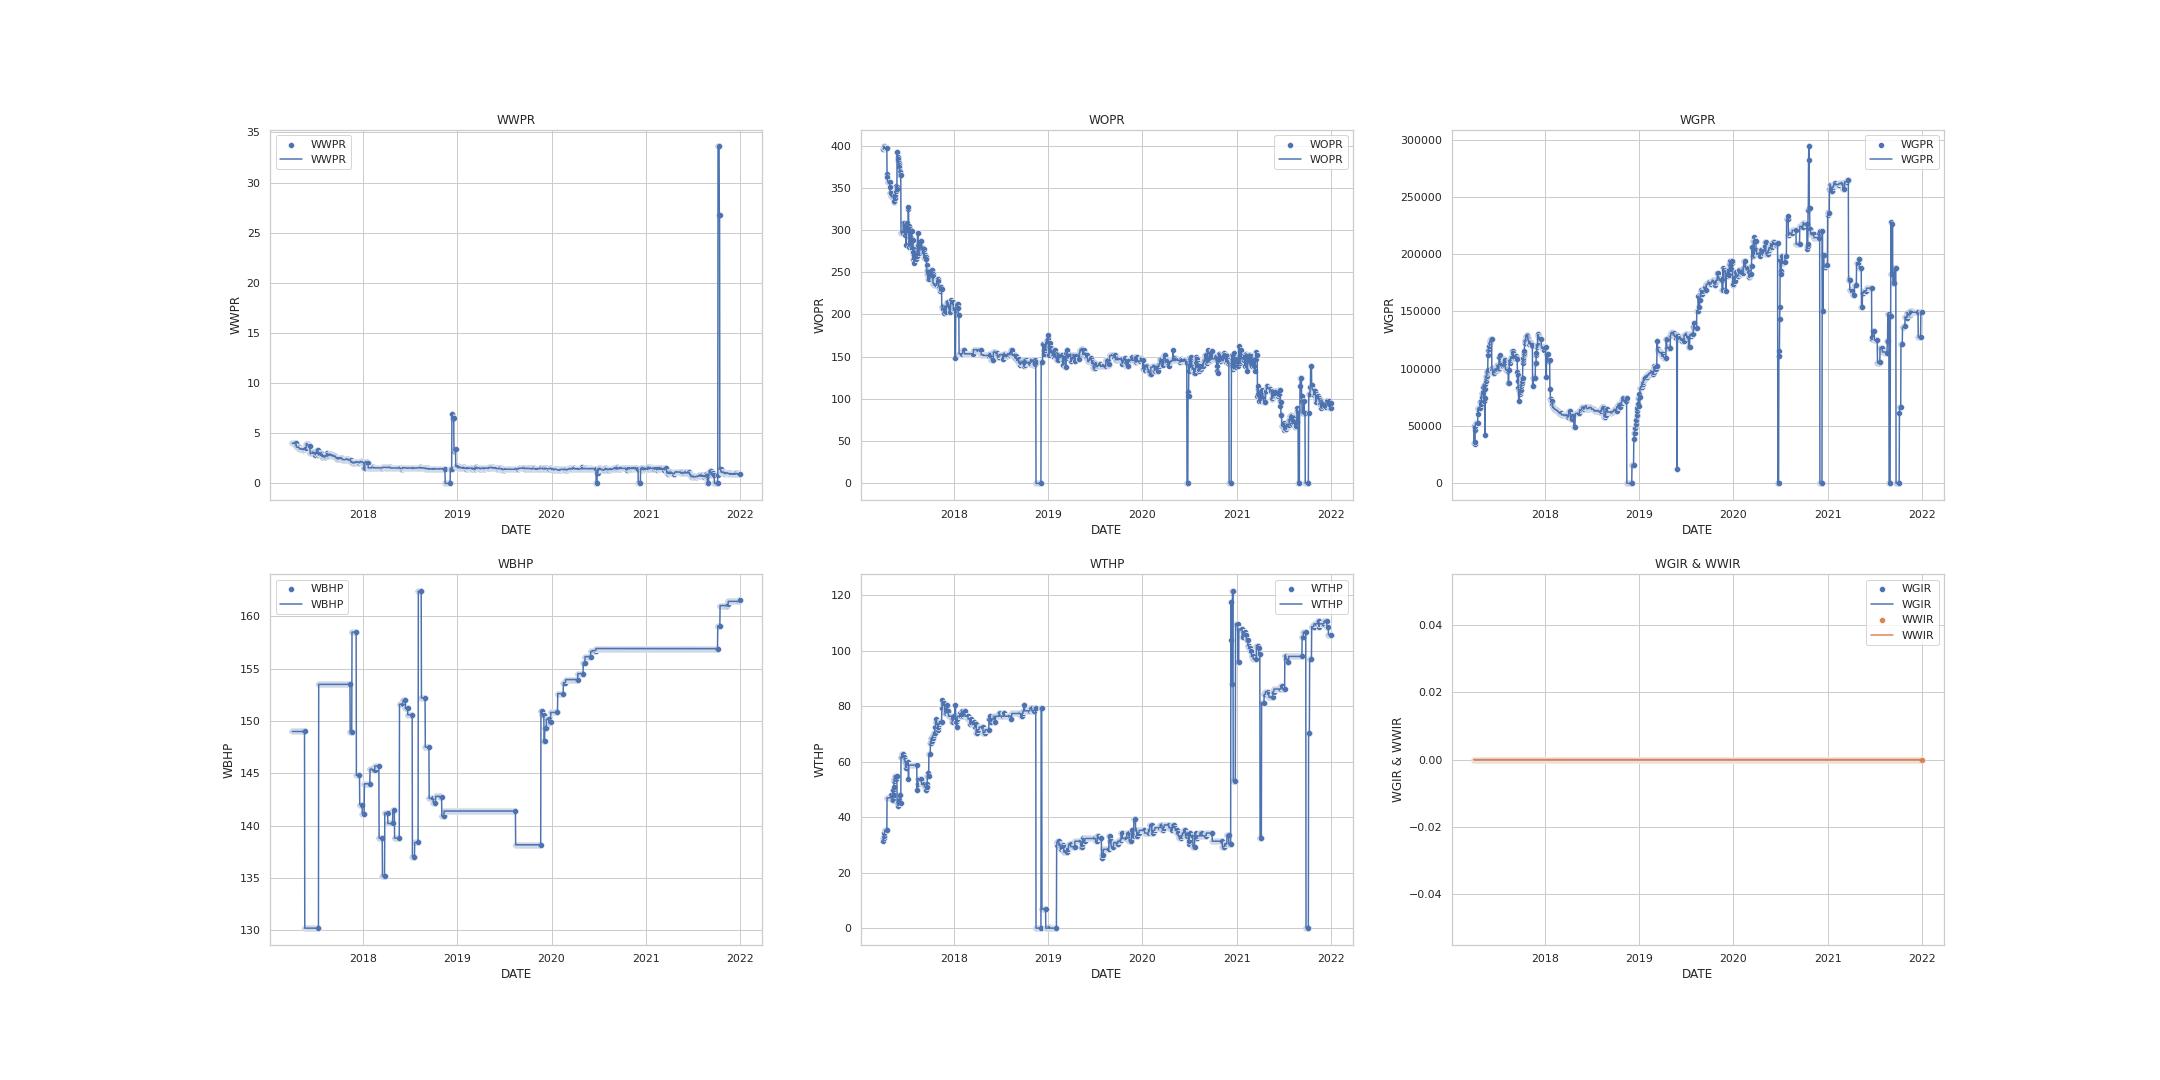 WWPR
WWPR
WWPR
WWPR
35
30
25
20
15
10
5
0
2018 2019 2020 2021 2022
DATE
WOPR
WOPR
WOPR
WOPR
400
350
300
250
200
150
100
50
0
2018 2019 2020 2021 2022
DATE
WGPR
WGPR
WGPR
WGPR
300000
250000
200000
150000
100000
50000
0
2018 2019 2020 2021 2022
DATE
WBHP
WBHP
WBHP
WBHP
160
155
150
145
140
135
130
2018 2019 2020 2021 2022
DATE
WTHP
WTHP
WTHP
WTHP
120
100
80
60
40
20
0
2018 2019 2020 2021 2022
DATE
WGIR & WWIR
WGIR
WGIR
WWIR
WWIR
WGIR & WWIR
0.04
0.02
0.00
−0.02
−0.04
2018 2019 2020 2021 2022
DATE